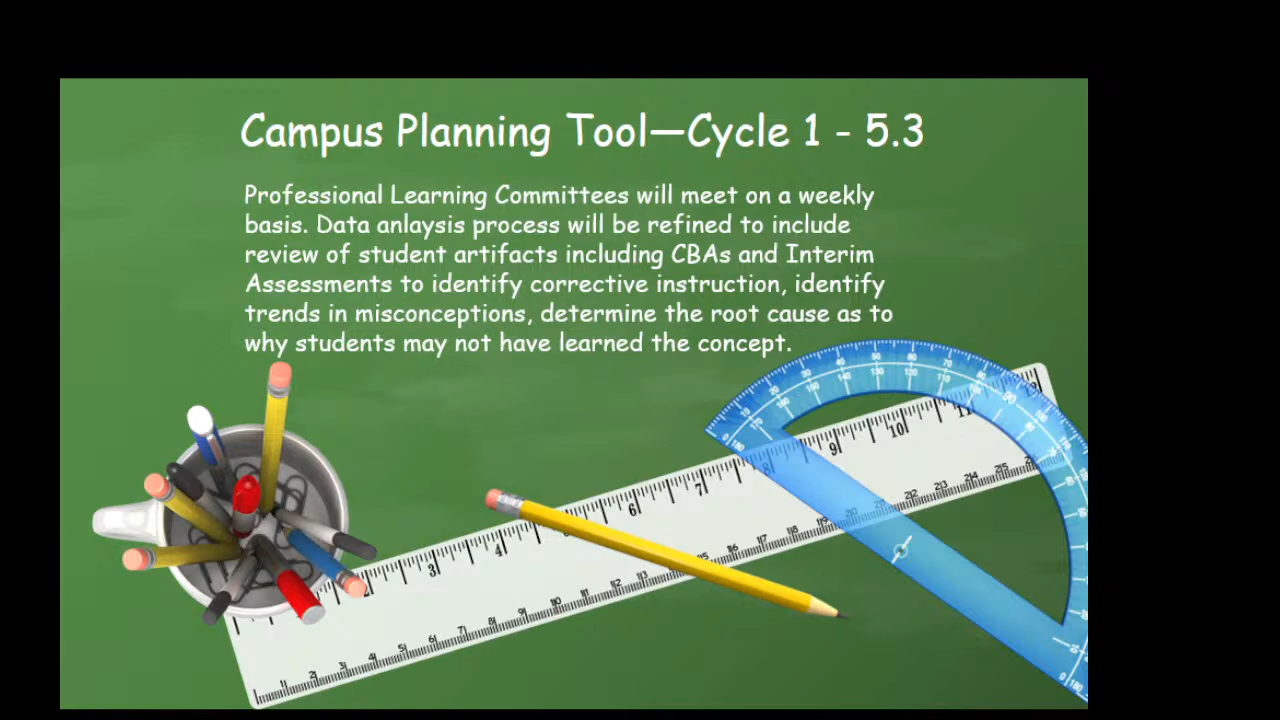 Campus Planning Tool—Cycle 1 - 5.3
Professional Learning Committees will meet on a weekly
basis. Data anlaysis process will be refined to include
review of student artifacts including CBAs and Interim
Assessments to identify corrective instruction, identify
trends in misconceptions, determine the root cause as to
why students may not have learned the concept.